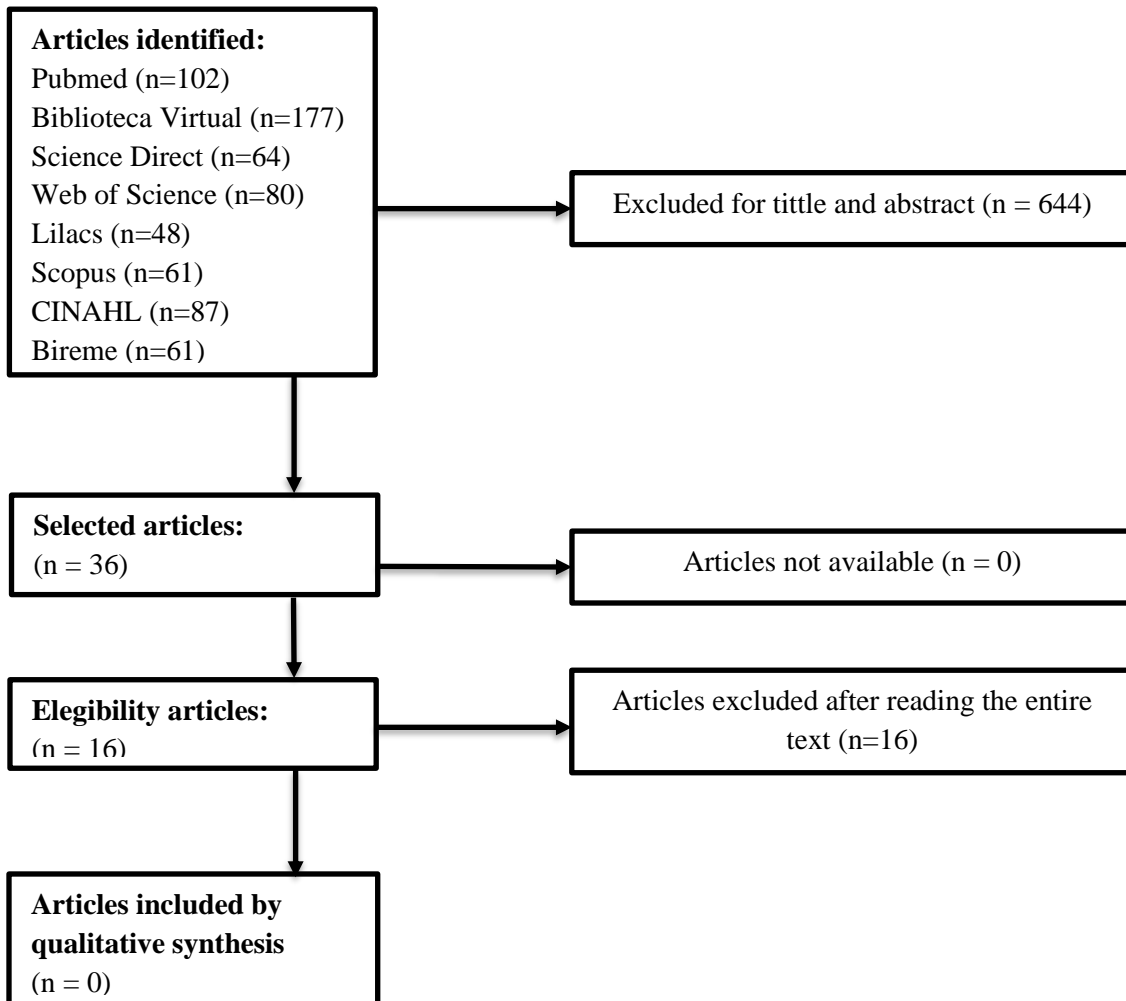 Articles identified:
Pubmed (n=102)
Biblioteca Virtual (n=177)
Science Direct (n=64)
Web of Science (n=80)
Lilacs (n=48)
Scopus (n=61)
CINAHL (n=87)
Bireme (n=61)
Excluded for tittle and abstract (n = 644)
Selected articles:
(n = 36)
Articles not available (n = 0)
Elegibility articles:
(n = 16)
Articles excluded after reading the entire
text (n=16)
Articles included by
qualitative synthesis
(n = 0)